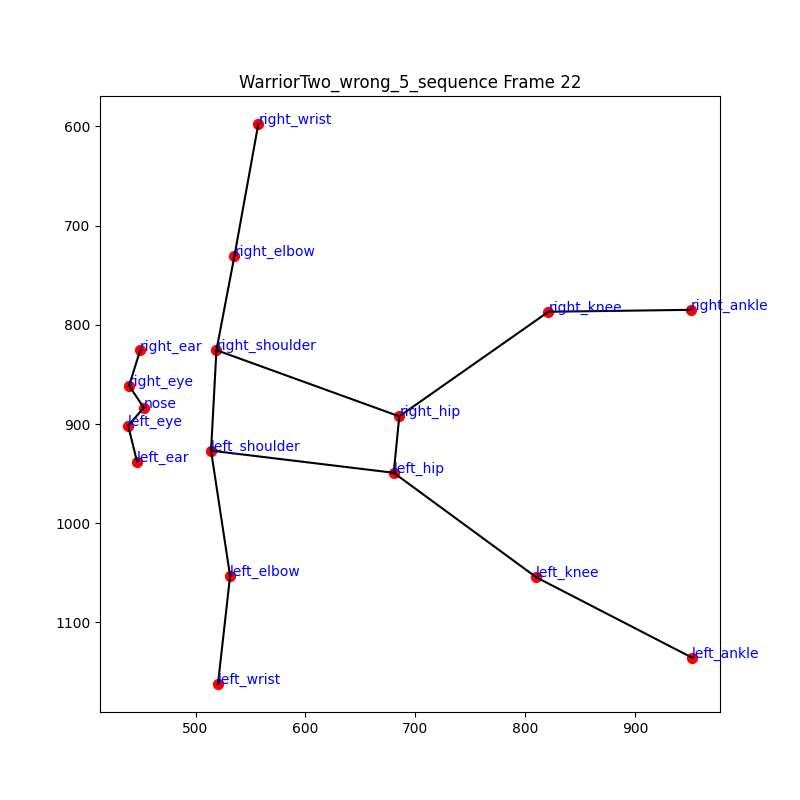 WarriorTwo_wrong_5_sequence Frame 22
600
700
800
900
1000
1100
right_wrist
right_elbow
right_knee
right_ankle
right_ear
right_shoulder
right_eye
nose
right_hip
left_eye
left_shoulder
left_ear
left_hip
left_elbow
left_knee
left_ankle
left_wrist
500
600
700
800
900